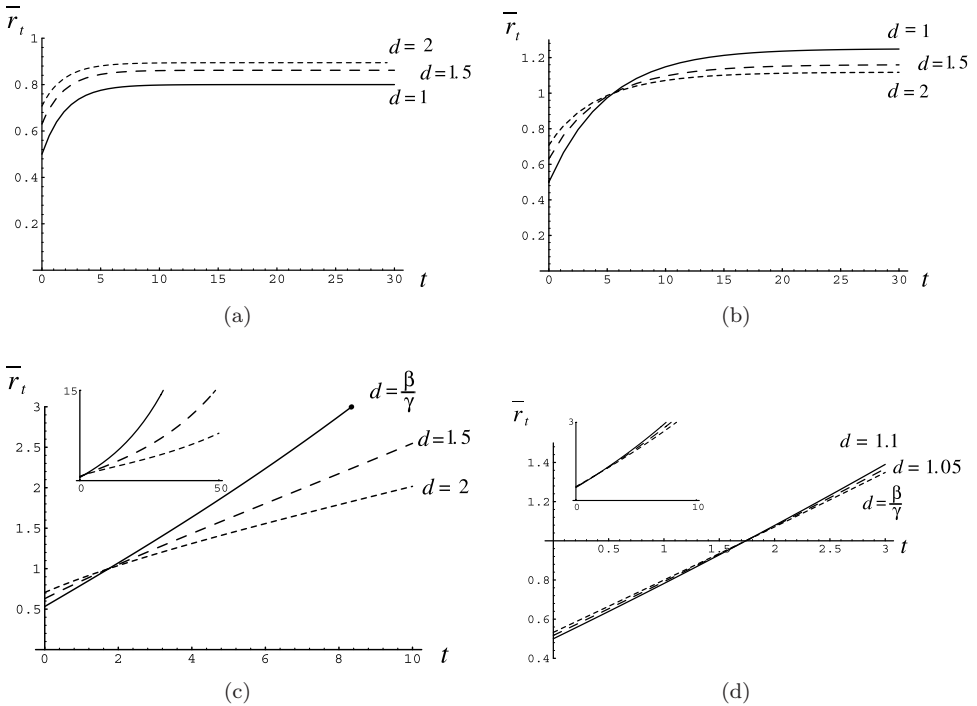 r̅ t
1
0.8
0.6
0.4
0.2
0 5 10 15 20 25 30
t
d = 2
d = 1.5
d = 1
(a)
r̅ t
1.2
1
0.8
0.6
0.4
0.2
0 5 10 15 20 25 30
t
d = 1
d = 1.5
d = 2
(b)
r̅ t
3
2.5
2
1.5
1
0.5
0 2 4 6 8 10
t
15
0 50
d = β/γ
d = 1.5
d = 2
(c)
r̅ t
1.4
1.2
0.8
0.6
0.4
0.5 1 1.5 2 2.5 3
t
3
0 10
d = 1.1
d = 1.05
d = β/γ
(d)